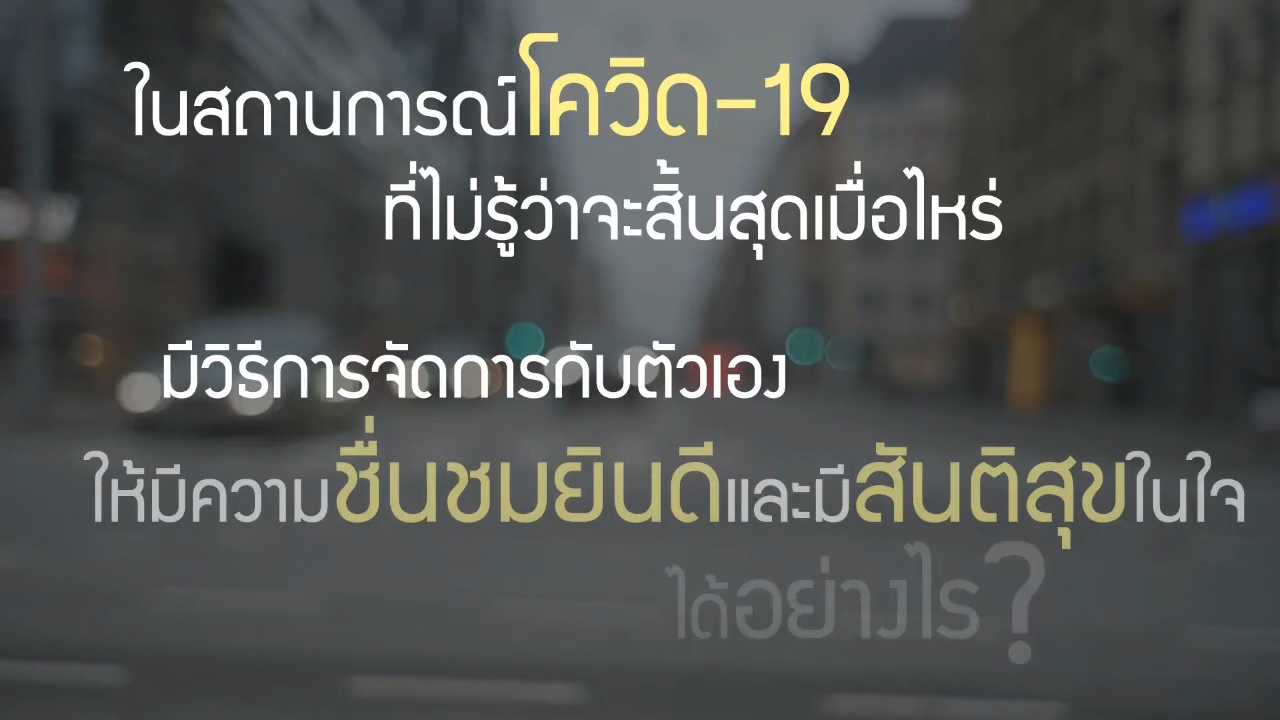 ในสถานการณ์โควิด-19
ที่ไม่รู้ว่าจะสิ้นสุดเมื่อไหร่
มีวิธีการจัดการกับตัวเอง
ให้มีความชื่นชมยินดีและมีสันติสุขในใจ
ได้อย่างไร?